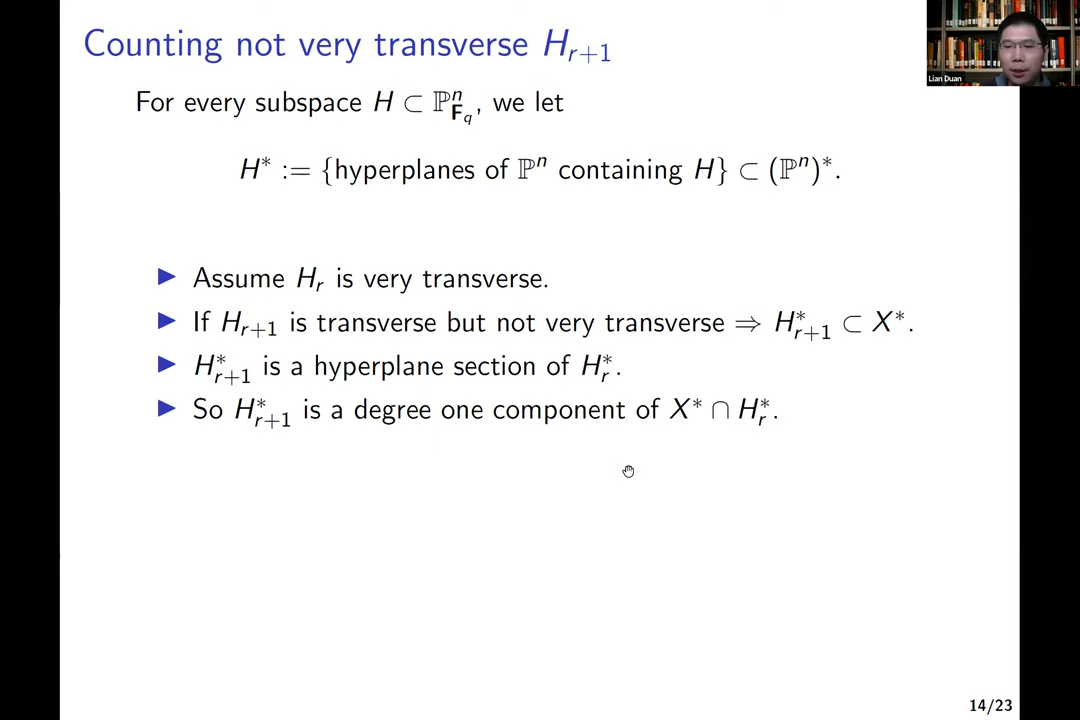 Counting not very transverse H_{r+1}
For every subspace H ⊂ ℙ^n_{𝐅_q}, we let
H* := {hyperplanes of ℙ^n containing H} ⊂ (ℙ^n)*.
▶ Assume H_r is very transverse.
▶ If H_{r+1} is transverse but not very transverse ⇒ H*_{r+1} ⊂ X*.
▶ H*_{r+1} is a hyperplane section of H*_r.
▶ So H*_{r+1} is a degree one component of X* ∩ H*_r.
Lian Duan
14/23